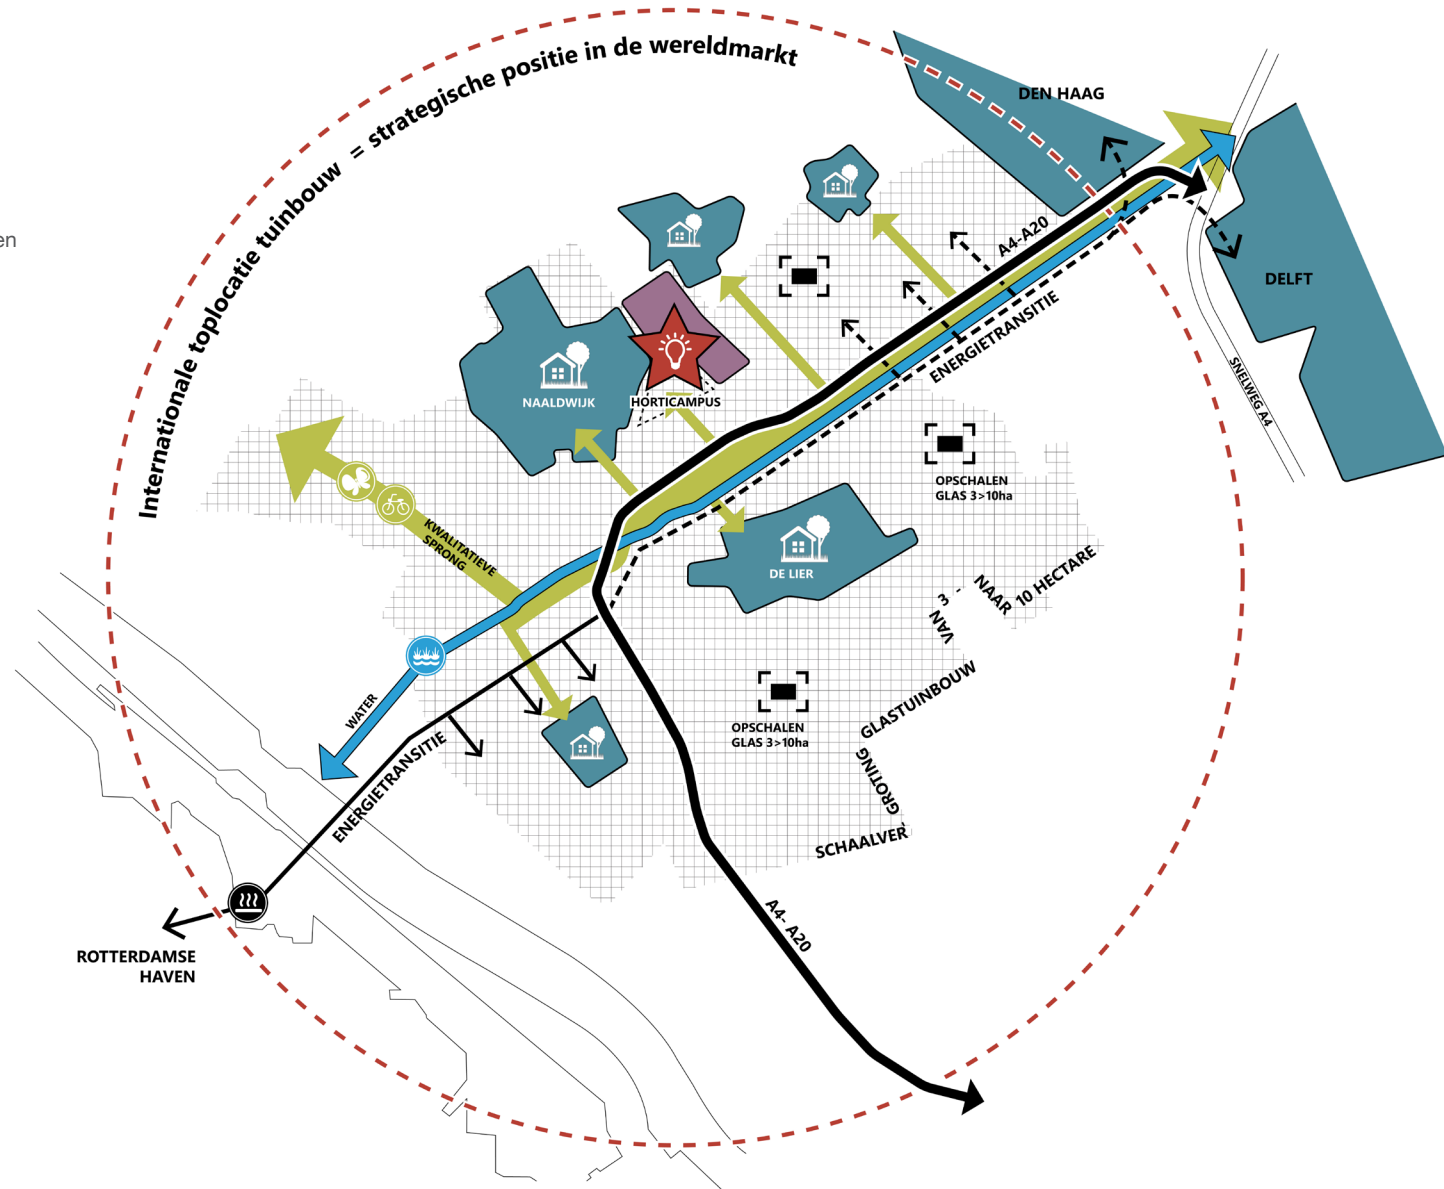 en
Internationale toplocatie tuinbouw = strategische positie in de wereldmarkt
DEN HAAG
A4-A20
DELFT
ENERGIETRANSITIE
SNELWEG A4
NAALDWIJK
HORTICAMPUS
OPSCHALEN
GLAS 3>10ha
KWALITATIEVE
SPRONG
DE LIER
SCHAALVER-
GROTING
GLASTUINBOUW
VAN 3 -
NAAR 10 HECTARE
WATER
OPSCHALEN
GLAS 3>10ha
ENERGIETRANSITIE
A4- A20
ROTTERDAMSE
HAVEN